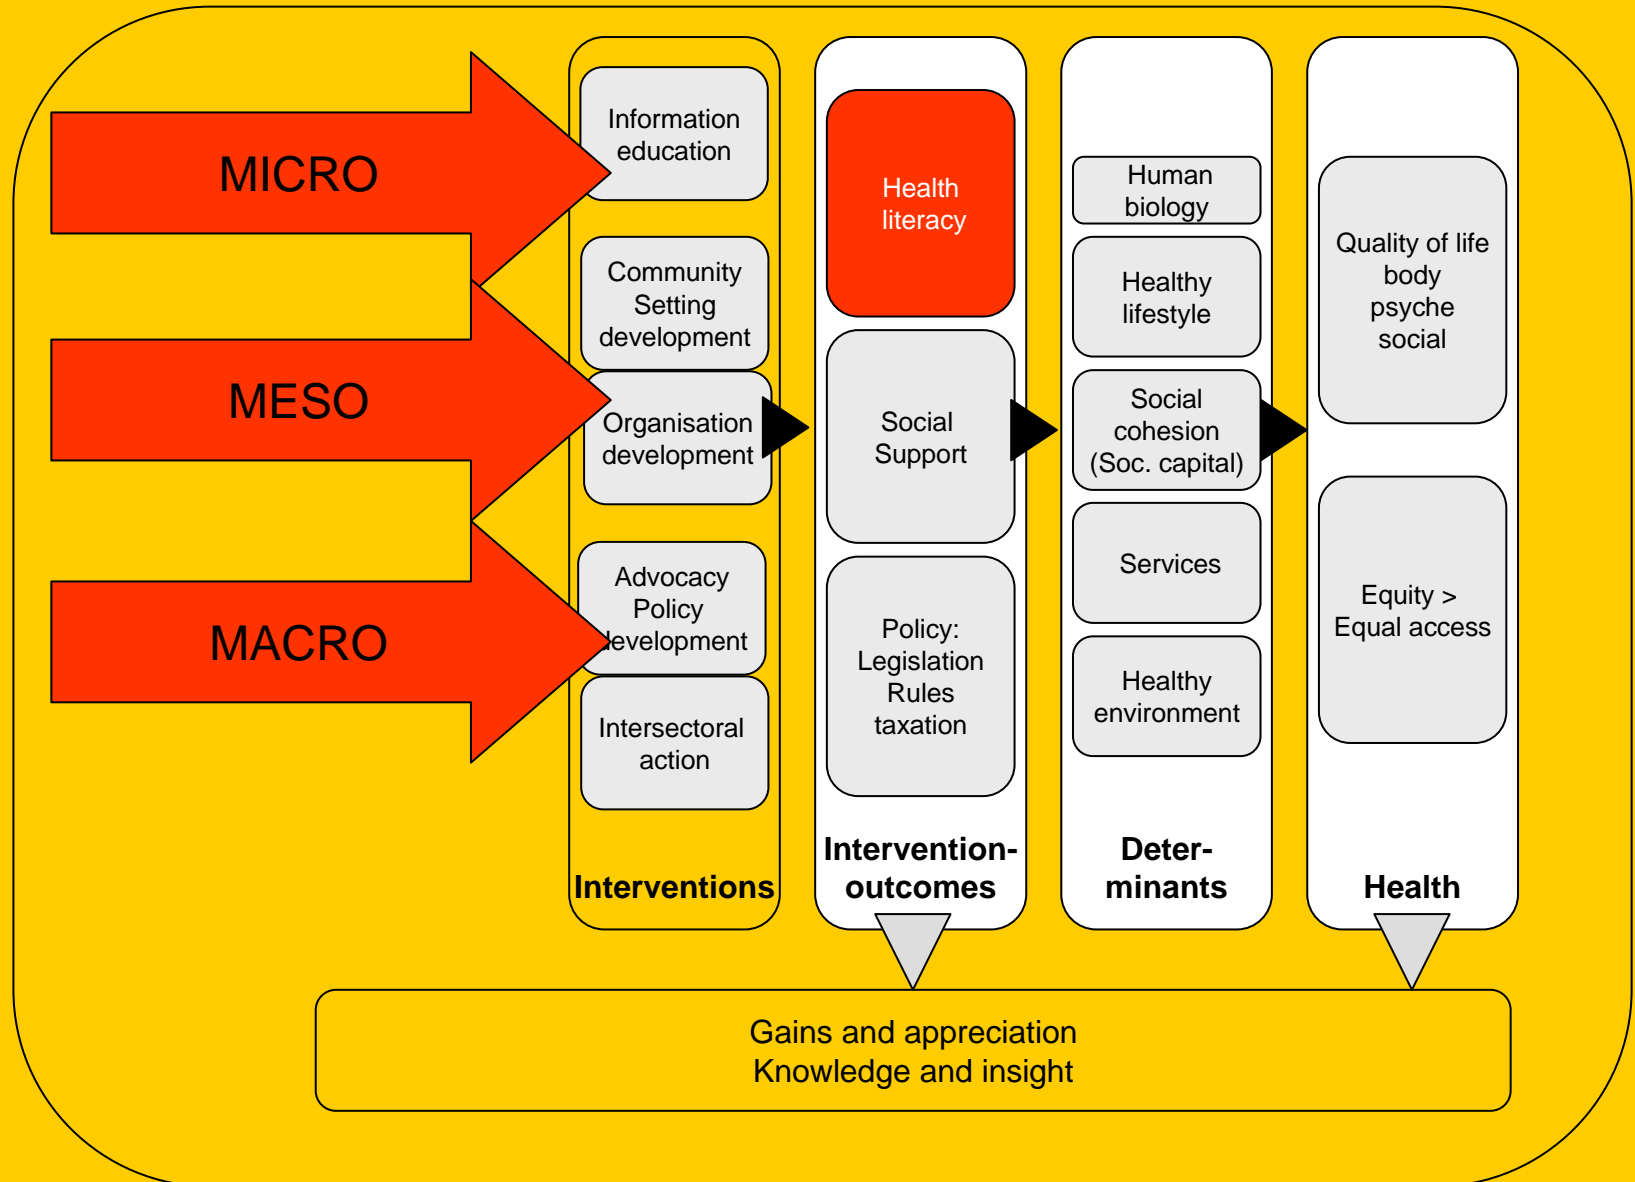 MICRO
MESO
MACRO
Information
education
Community
Setting
development
Organisation
development
Advocacy
Policy
development
Intersectoral
action
Interventions
Health
literacy
Social
Support
Policy:
Legislation
Rules
taxation
Intervention-
outcomes
Human
biology
Healthy
lifestyle
Social
cohesion
(Soc. capital)
Services
Healthy
environment
Deter-
minants
Quality of life
body
psyche
social
Equity >
Equal access
Health
Gains and appreciation
Knowledge and insight